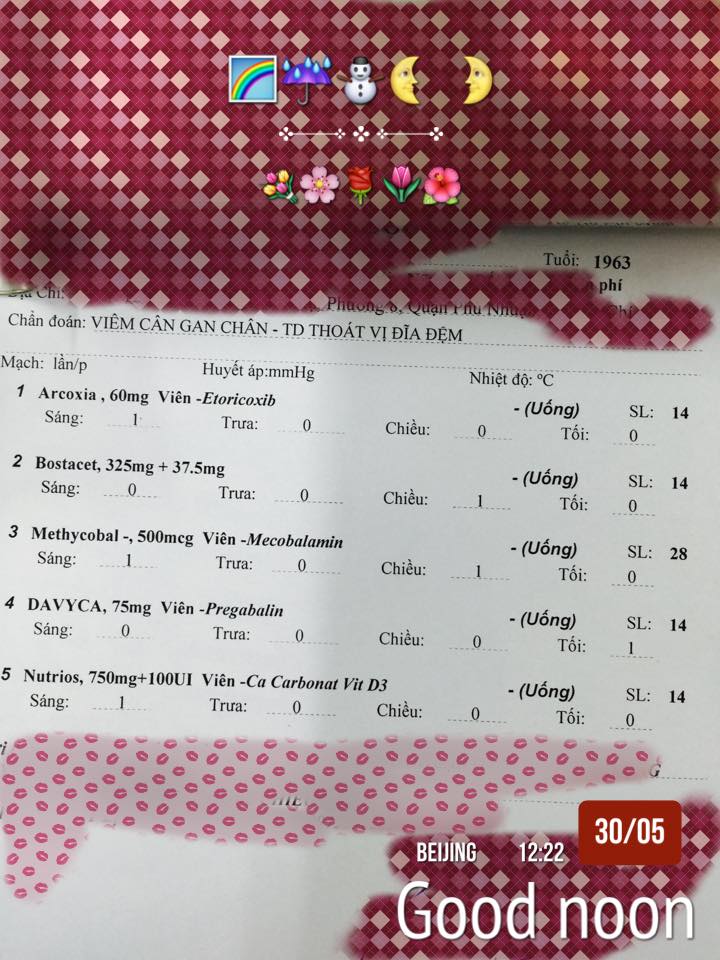 Tuổi: 1963
phí
Địa Chỉ: Phường 8, Quận Phú Nhuận
Chẩn đoán: VIÊM CÂN GAN CHÂN - TD THOÁT VỊ ĐĨA ĐỆM
Mạch: lần/p Huyết áp:mmHg Nhiệt độ: ºC
1 Arcoxia , 60mg Viên -Etoricoxib - (Uống) SL: 14
Sáng: 1 Trưa: 0 Chiều: 0 Tối: 0
2 Bostacet, 325mg + 37.5mg - (Uống) SL: 14
Sáng: 0 Trưa: 0 Chiều: 1 Tối: 0
3 Methycobal -, 500mcg Viên -Mecobalamin - (Uống) SL: 28
Sáng: 1 Trưa: 0 Chiều: 1 Tối: 0
4 DAVYCA, 75mg Viên -Pregabalin - (Uống) SL: 14
Sáng: 0 Trưa: 0 Chiều: 0 Tối: 1
5 Nutrios, 750mg+100UI Viên -Ca Carbonat Vit D3 - (Uống) SL: 14
Sáng: 1 Trưa: 0 Chiều: 0 Tối: 0
30/05
BEIJING 12:22
Good noon